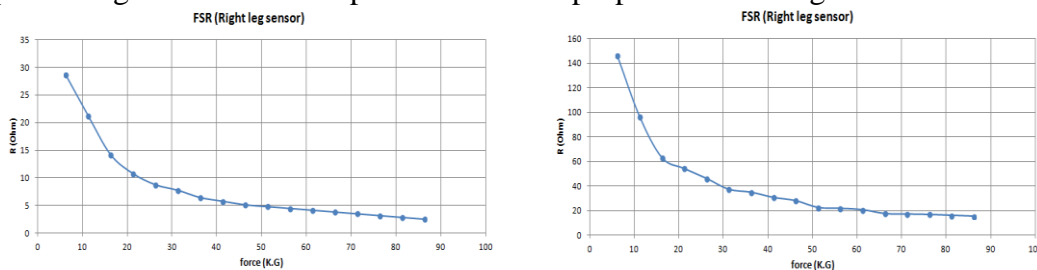 FSR (Right leg sensor)
35
30
25
20
15
10
5
0
R (Ohm)
0 10 20 30 40 50 60 70 80 90 100
force (K.G)
FSR (Right leg sensor)
160
140
120
100
80
60
40
20
0
R (Ohm)
0 10 20 30 40 50 60 70 80 90
force (K.G)